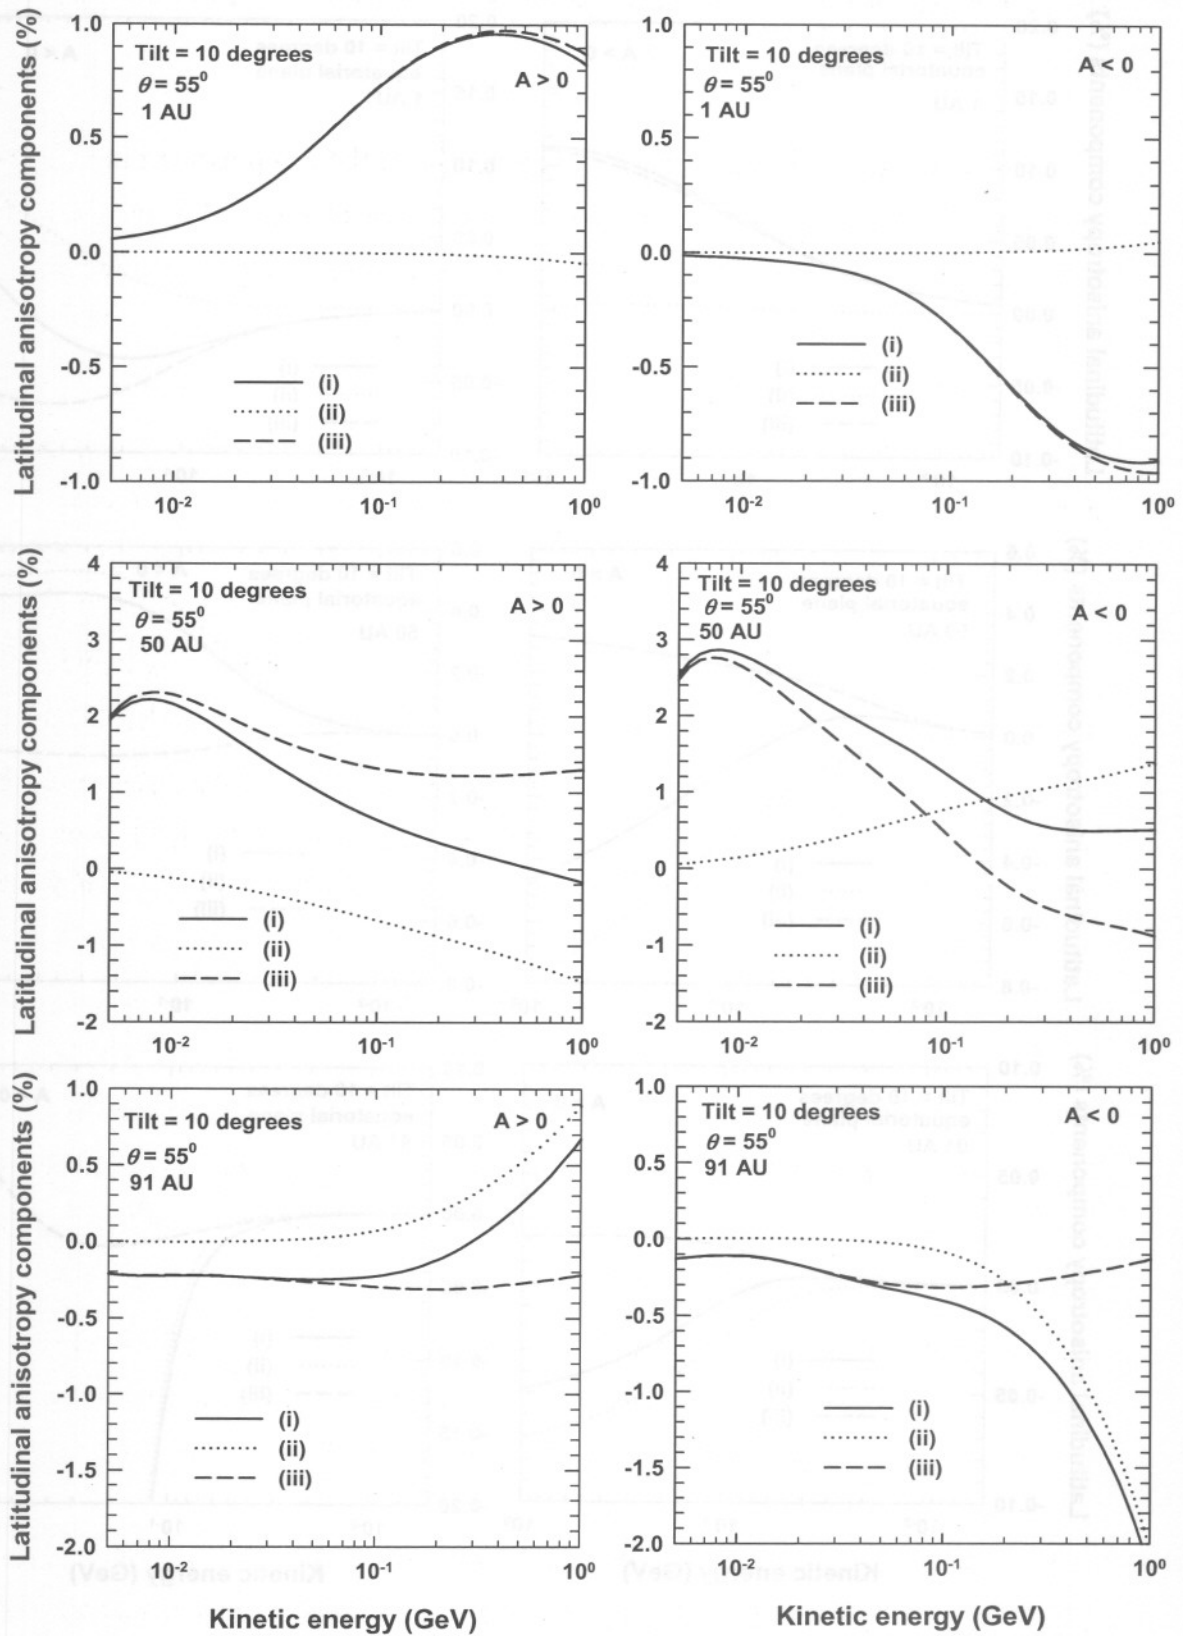 Latitudinal anisotropy components (%)
Tilt = 10 degrees
θ = 55⁰
1 AU
A > 0
1.0
0.5
0.0
-0.5
-1.0
(i)
(ii)
(iii)
10⁻²
10⁻¹
10⁰
Tilt = 10 degrees
θ = 55⁰
1 AU
A < 0
1.0
0.5
0.0
-0.5
-1.0
(i)
(ii)
(iii)
10⁻²
10⁻¹
10⁰
Latitudinal anisotropy components (%)
Tilt = 10 degrees
θ = 55⁰
50 AU
A > 0
4
3
2
1
0
-1
-2
(i)
(ii)
(iii)
10⁻²
10⁻¹
10⁰
Tilt = 10 degrees
θ = 55⁰
50 AU
A < 0
4
3
2
1
0
-1
-2
(i)
(ii)
(iii)
10⁻²
10⁻¹
10⁰
Latitudinal anisotropy components (%)
Tilt = 10 degrees
θ = 55⁰
91 AU
A > 0
1.0
0.5
0.0
-0.5
-1.0
-1.5
-2.0
(i)
(ii)
(iii)
10⁻²
10⁻¹
10⁰
Kinetic energy (GeV)
Tilt = 10 degrees
θ = 55⁰
91 AU
A < 0
1.0
0.5
0.0
-0.5
-1.0
-1.5
-2.0
(i)
(ii)
(iii)
10⁻²
10⁻¹
10⁰
Kinetic energy (GeV)